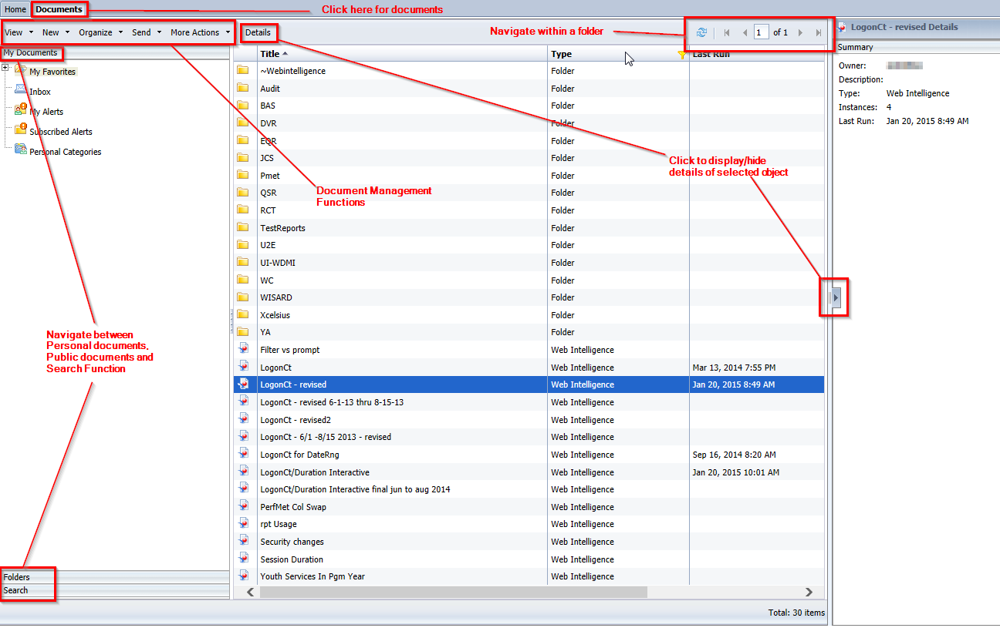 Home Documents Click here for documents
View New Organize Send More Actions Details Navigate within a folder 1 of 1 LogonCt - revised Details
My Documents Title Type Last Run Summary
My Favorites ~Webintelligence Folder Owner:
Audit Folder Description:
Inbox BAS Folder Type: Web Intelligence
My Alerts DVR Folder Instances: 4
Last Run: Jan 20, 2015 8:49 AM
Subscribed Alerts EQR Folder
Personal Categories JCS Folder
Click to display/hide
details of selected object
Pmet Folder
Document Management
Functions
QSR Folder
RCT Folder
TestReports Folder
U2E Folder
UI-WDMI Folder
WC Folder
WISARD Folder
Xcelsius Folder
YA Folder
Navigate between
Personal documents,
Public documents and
Search Function
Filter vs prompt Web Intelligence
LogonCt Web Intelligence Mar 13, 2014 7:55 PM
LogonCt - revised Web Intelligence Jan 20, 2015 8:49 AM
LogonCt - revised 6-1-13 thru 8-15-13 Web Intelligence
LogonCt - revised2 Web Intelligence
LogonCt - 6/1 -8/15 2013 - revised Web Intelligence
LogonCt for DateRng Web Intelligence Sep 16, 2014 8:20 AM
LogonCt/Duration Interactive Web Intelligence Jan 20, 2015 10:01 AM
LogonCt/Duration Interactive final jun to aug 2014 Web Intelligence
PerfMet Col Swap Web Intelligence
rpt Usage Web Intelligence
Security changes Web Intelligence
Session Duration Web Intelligence
Youth Services In Pgm Year Web Intelligence
Folders
Search
Total: 30 items